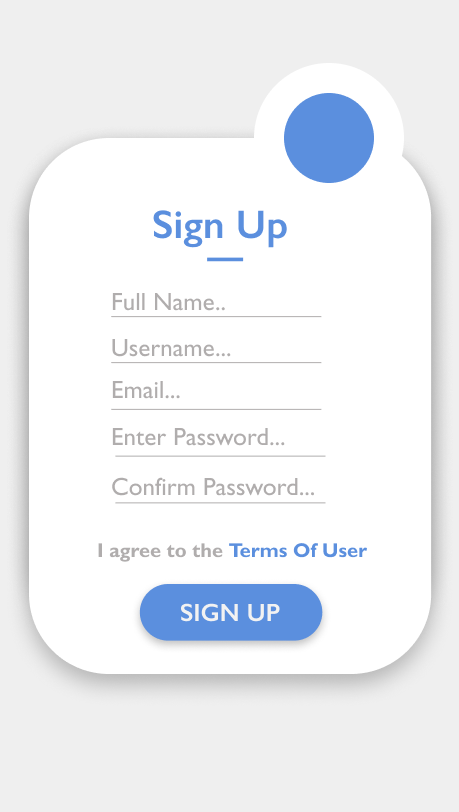 Sign Up
Full Name..
Username...
Email...
Enter Password...
Confirm Password...
I agree to the Terms Of User
SIGN UP